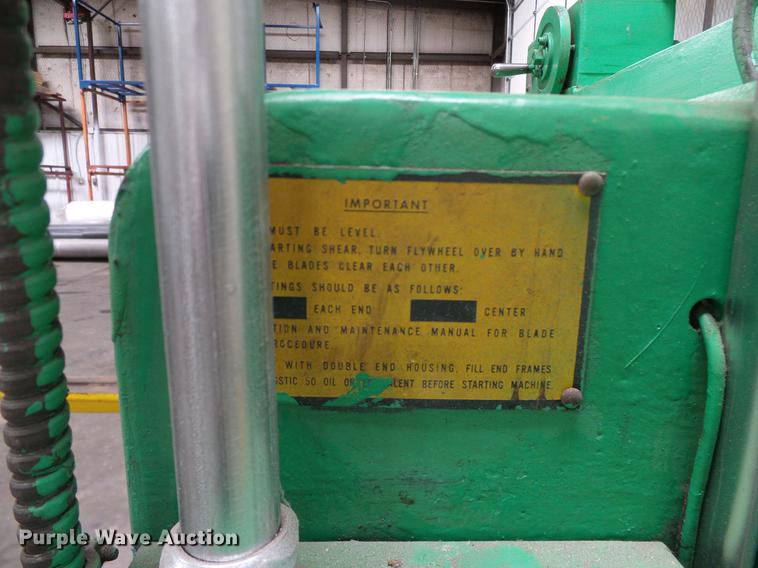 IMPORTANT
MUST BE LEVEL.
ARTING SHEAR, TURN FLYWHEEL OVER BY HAND
E BLADES CLEAR EACH OTHER.
TINGS SHOULD BE AS FOLLOWS:
EACH END CENTER
TION AND MAINTENANCE MANUAL FOR BLADE
ROCEDURE.
WITH DOUBLE END HOUSING, FILL END FRAMES
GSTIC 50 OIL OR LENT BEFORE STARTING MACHINE.
Purple Wave Auction®